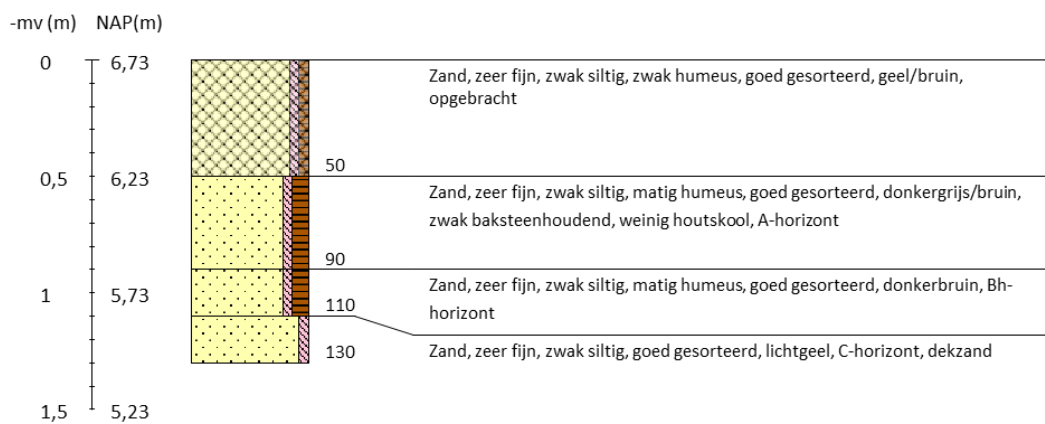 -mv (m) NAP(m)
0 6,73
Zand, zeer fijn, zwak siltig, zwak humeus, goed gesorteerd, geel/bruin,
opgebracht
50
0,5 6,23
Zand, zeer fijn, zwak siltig, matig humeus, goed gesorteerd, donkergrijs/bruin,
zwak baksteenhoudend, weinig houtskool, A-horizont
90
Zand, zeer fijn, zwak siltig, matig humeus, goed gesorteerd, donkerbruin, Bh-
1 5,73
110
horizont
130
Zand, zeer fijn, zwak siltig, goed gesorteerd, lichtgeel, C-horizont, dekzand
1,5 5,23